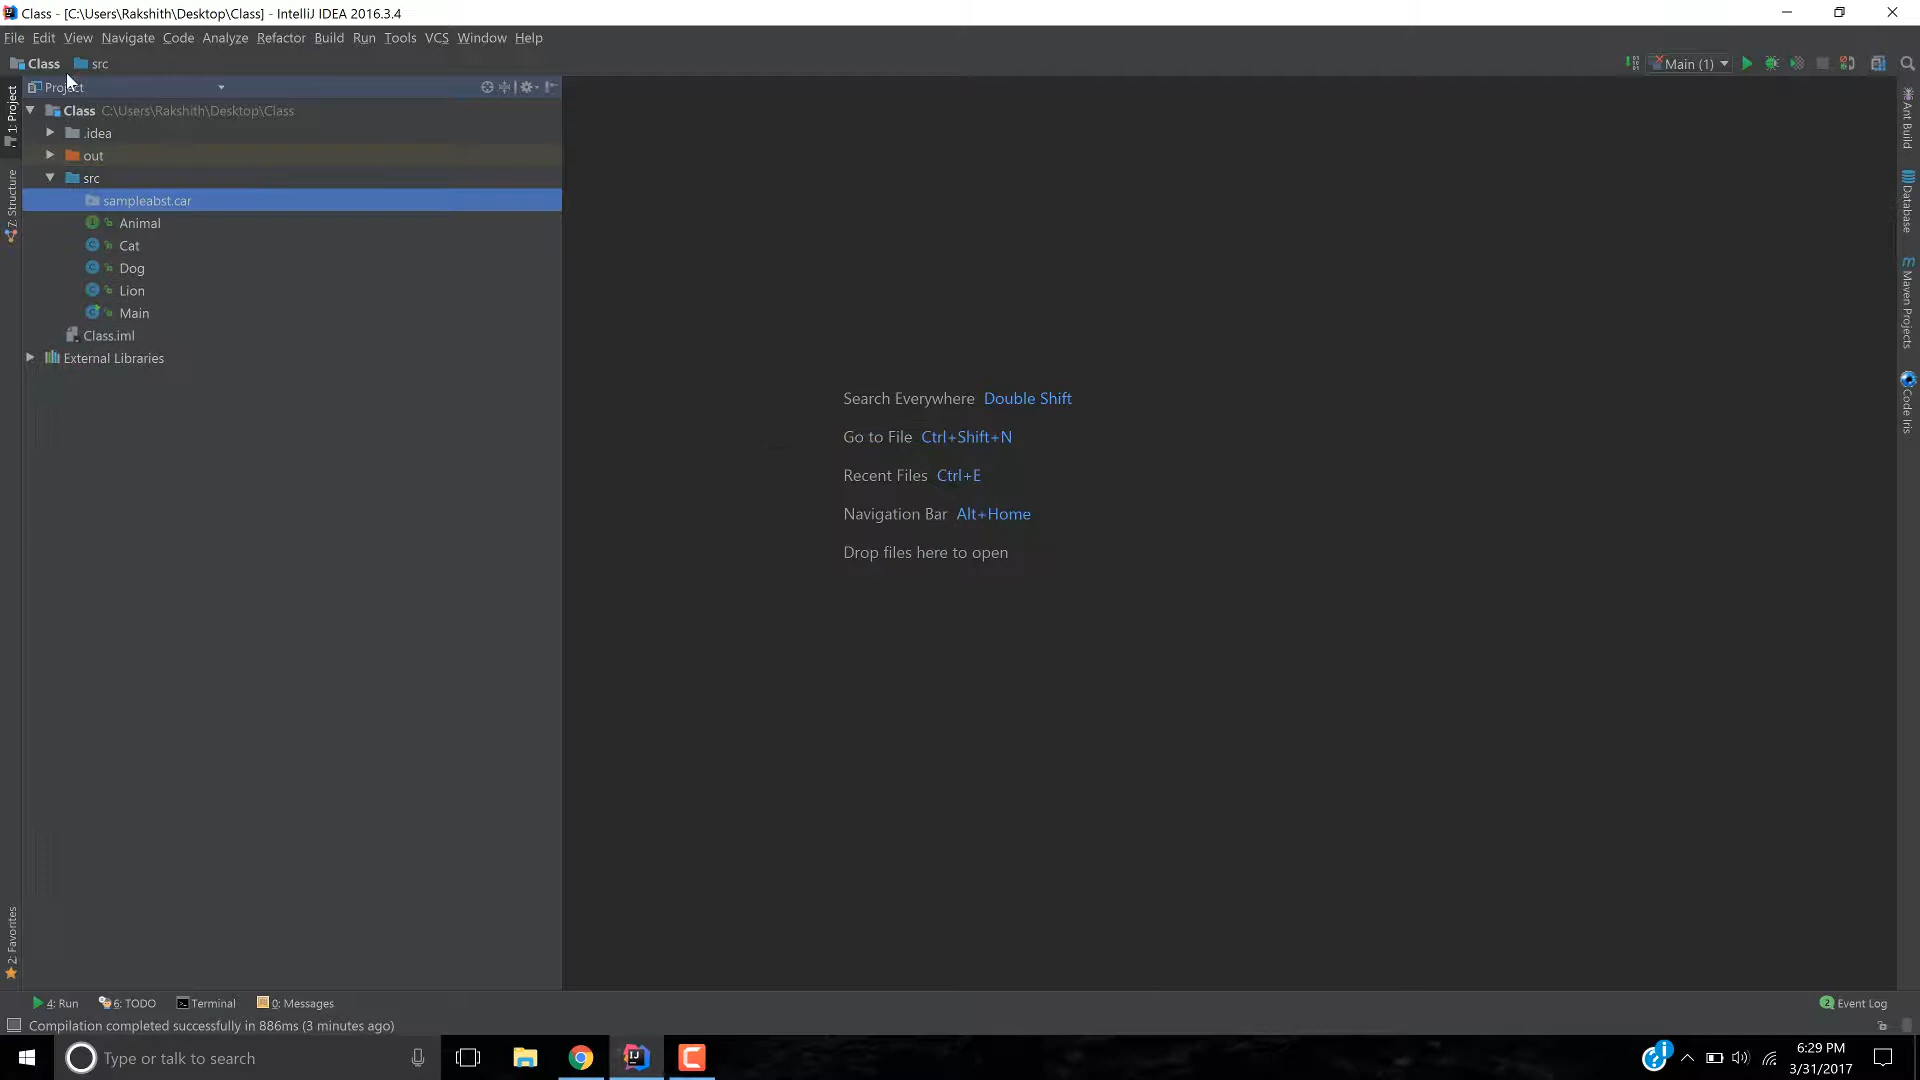 Class - [C:\Users\Rakshith\Desktop\Class] - IntelliJ IDEA 2016.3.4
File Edit View Navigate Code Analyze Refactor Build Run Tools VCS Window Help
Class src
Main (1)
Project
Class C:\Users\Rakshith\Desktop\Class
.idea
out
src
sampleabst.car
Animal
Cat
Dog
Lion
Main
Class.iml
External Libraries
1: Project
Z: Structure
2: Favorites
Search Everywhere Double Shift
Go to File Ctrl+Shift+N
Recent Files Ctrl+E
Navigation Bar Alt+Home
Drop files here to open
Ant Build
Database
Maven Projects
Code Iris
4: Run 6: TODO Terminal 0: Messages
2 Event Log
Compilation completed successfully in 886ms (3 minutes ago)
Type or talk to search
6:29 PM
3/31/2017